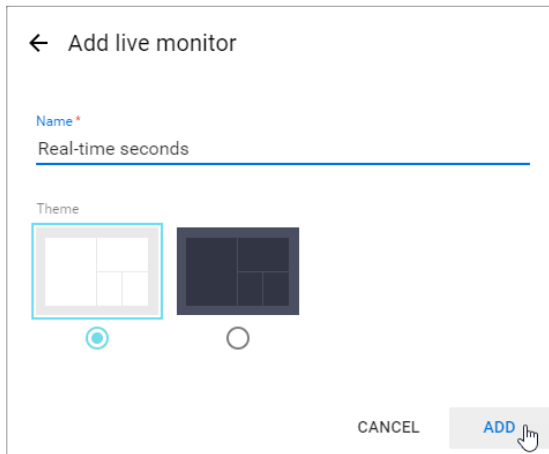 Add live monitor
Name *
Real-time seconds
Theme
CANCEL ADD